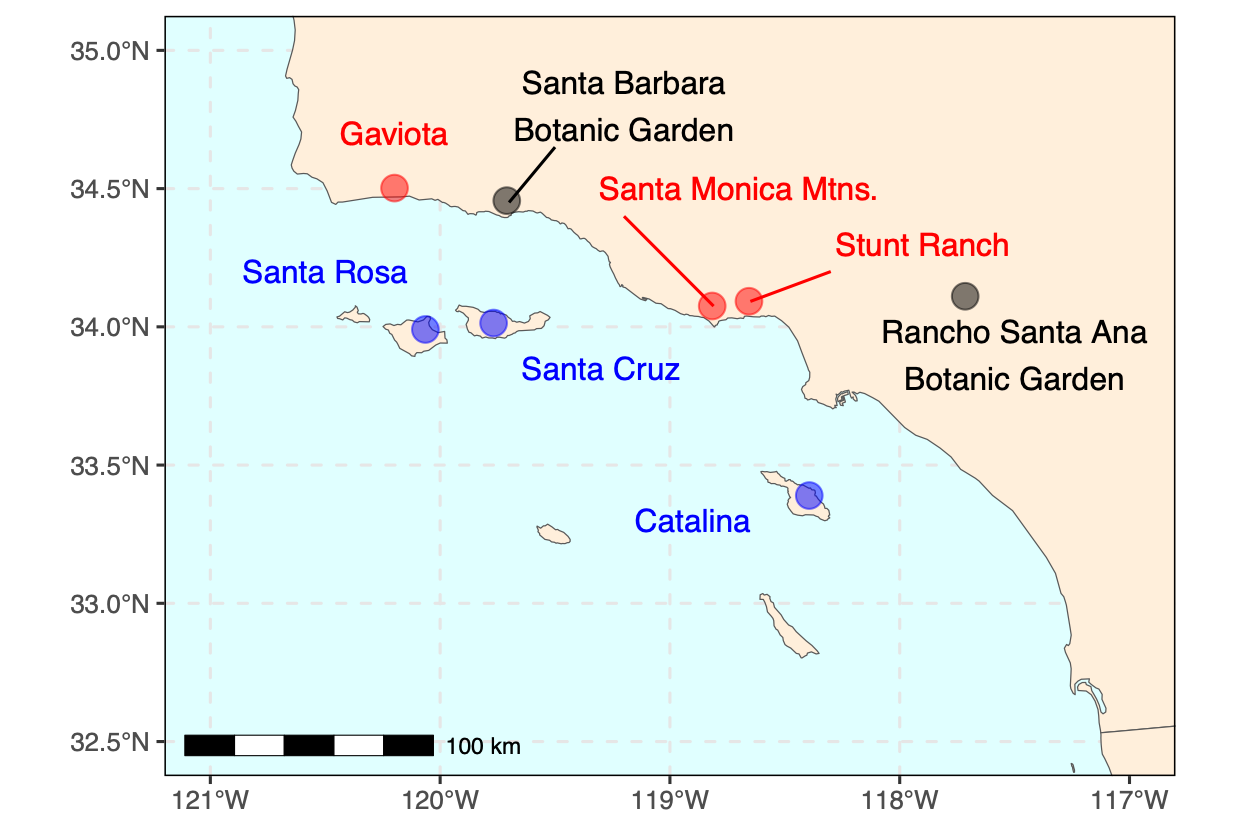 35.0°N
Santa Barbara
Botanic Garden
Gaviota
34.5°N
Santa Monica Mtns.
Stunt Ranch
Santa Rosa
34.0°N
Rancho Santa Ana
Botanic Garden
Santa Cruz
33.5°N
Catalina
33.0°N
32.5°N
100 km
121°W
120°W
119°W
118°W
117°W